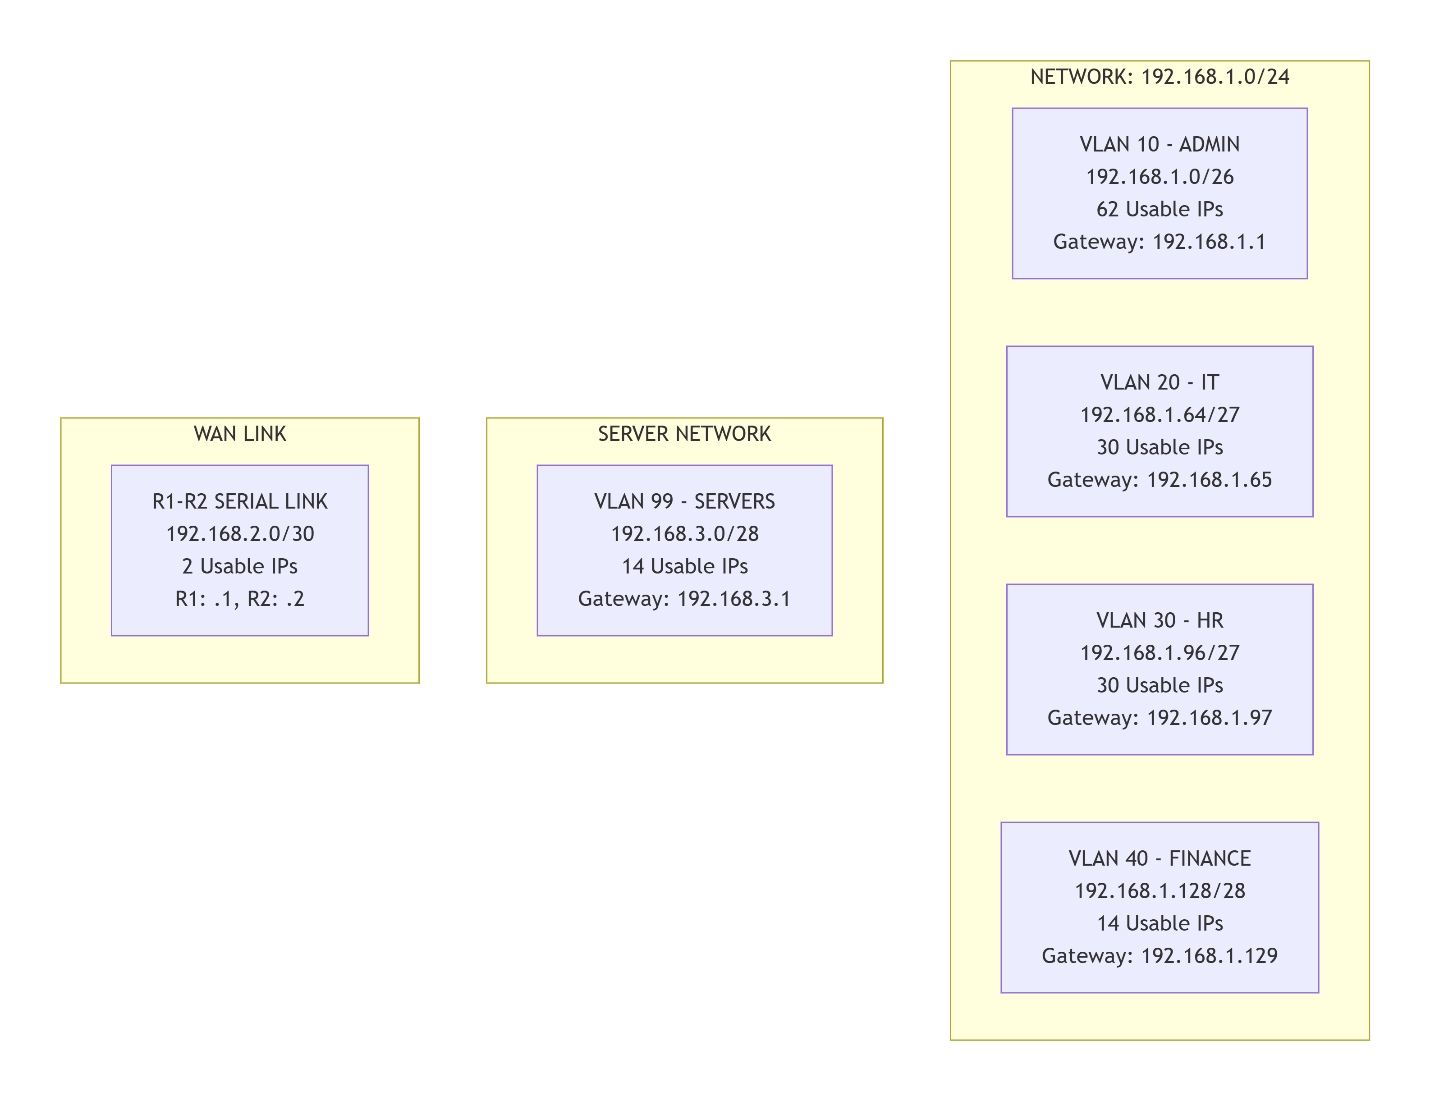 WAN LINK
R1-R2 SERIAL LINK
192.168.2.0/30
2 Usable IPs
R1: .1, R2: .2
SERVER NETWORK
VLAN 99 - SERVERS
192.168.3.0/28
14 Usable IPs
Gateway: 192.168.3.1
NETWORK: 192.168.1.0/24
VLAN 10 - ADMIN
192.168.1.0/26
62 Usable IPs
Gateway: 192.168.1.1
VLAN 20 - IT
192.168.1.64/27
30 Usable IPs
Gateway: 192.168.1.65
VLAN 30 - HR
192.168.1.96/27
30 Usable IPs
Gateway: 192.168.1.97
VLAN 40 - FINANCE
192.168.1.128/28
14 Usable IPs
Gateway: 192.168.1.129